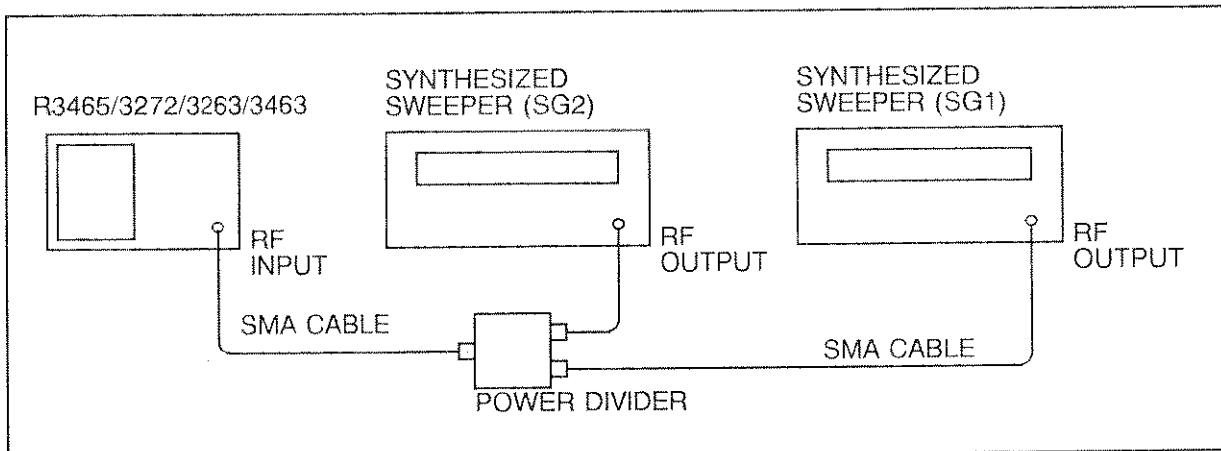 R3465/3272/3263/3463
SYNTHESIZED
SWEEPER (SG2)
SYNTHESIZED
SWEEPER (SG1)
RF
INPUT
RF
OUTPUT
RF
OUTPUT
SMA CABLE
SMA CABLE
POWER DIVIDER